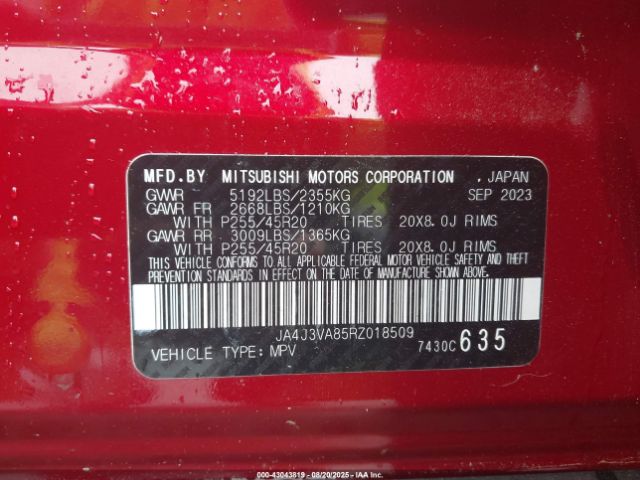 MFD.BY MITSUBISHI MOTORS CORPORATION , JAPAN
GVWR 5192LBS/2355KG SEP 2023
GAWR FR 2668LBS/1210KG
WITH P255/45R20 TIRES 20X8.0J RIMS
GAWR RR 3009LBS/1365KG
WITH P255/45R20 TIRES 20X8.0J RIMS
THIS VEHICLE CONFORMS TO ALL APPLICABLE FEDERAL MOTOR VEHICLE SAFETY AND THEFT
PREVENTION STANDARDS IN EFFECT ON THE DATE OF MANUFACTURE SHOWN ABOVE.
JA4J3VA85RZ018509
VEHICLE TYPE: MPV 7430C 635
© IAA 43043819 - 08/20/2025 - IAA Holdings, LLC